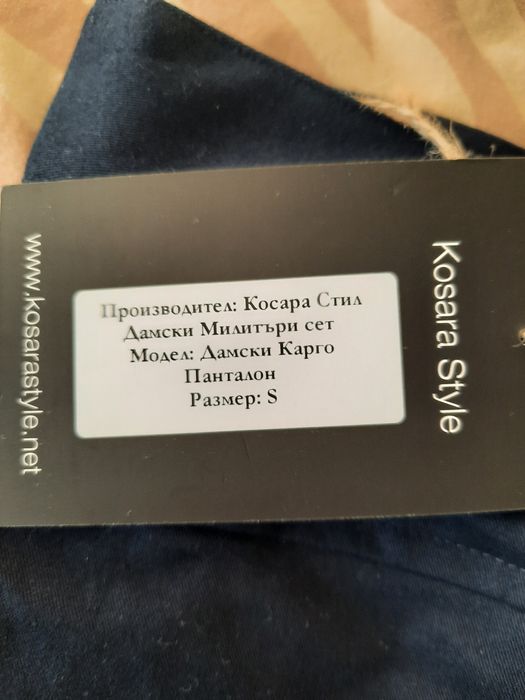 Производител: Косара Стил
Дамски Милитъри сет
Модел: Дамски Карго
Панталон
Размер: S
Kosara Style
www.kosarastyle.net